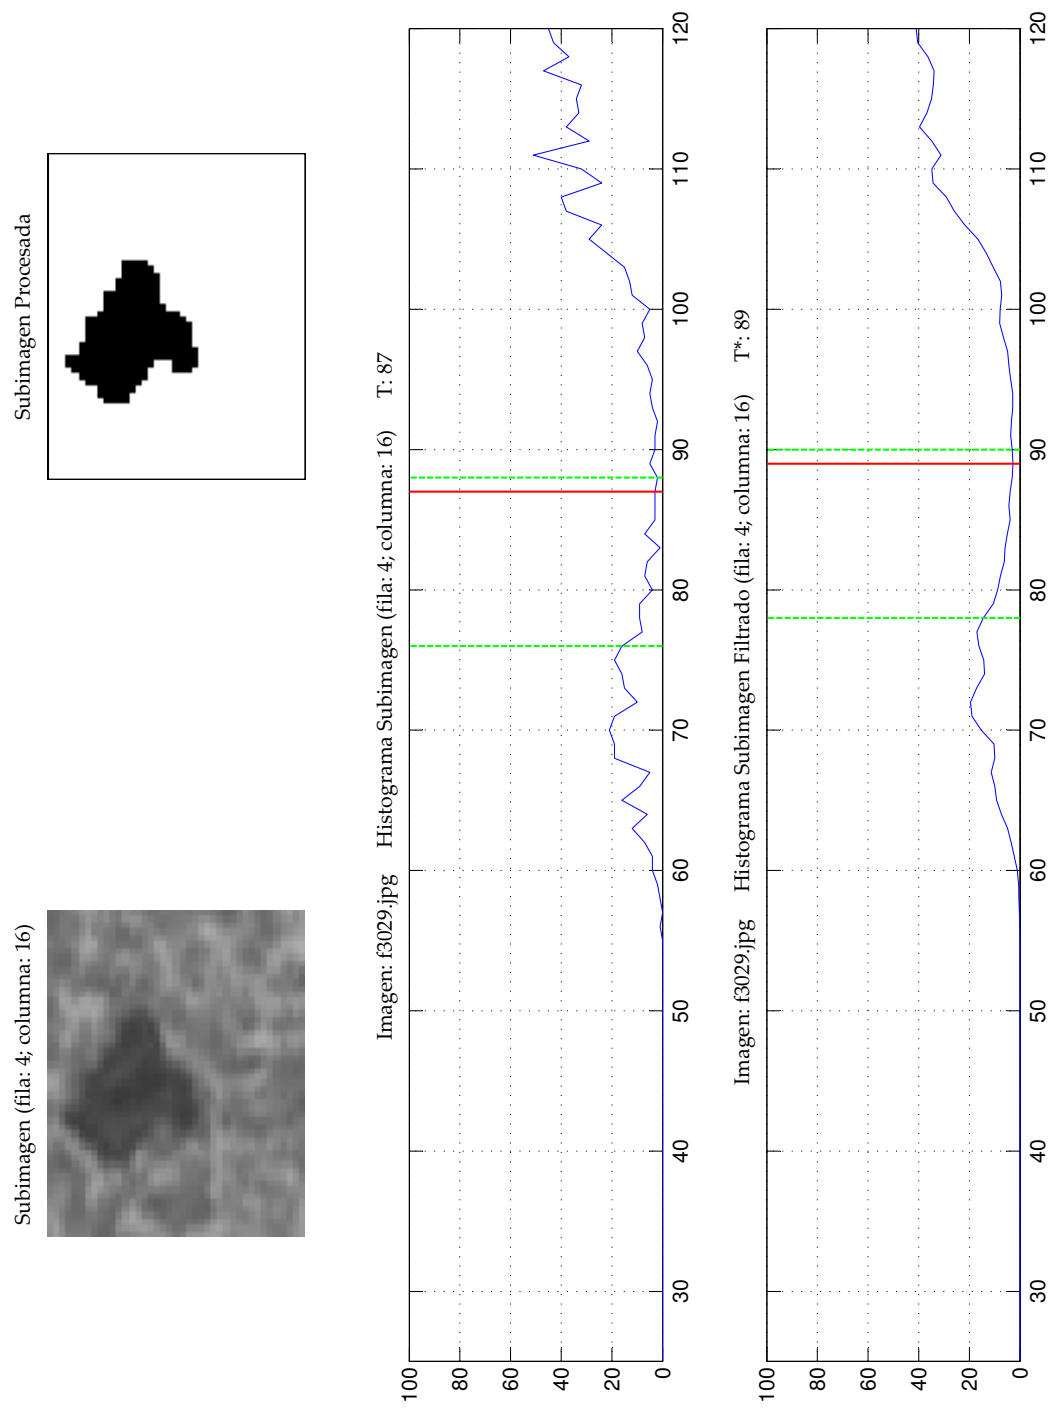 Subimagen (fila: 4; columna: 16)
Subimagen Procesada
Imagen: f3029.jpg Histograma Subimagen (fila: 4; columna: 16) T: 87
100
80
60
40
20
0
30 40 50 60 70 80 90 100 110 120
Imagen: f3029.jpg Histograma Subimagen Filtrado (fila: 4; columna: 16) T*: 89
100
80
60
40
20
0
30 40 50 60 70 80 90 100 110 120